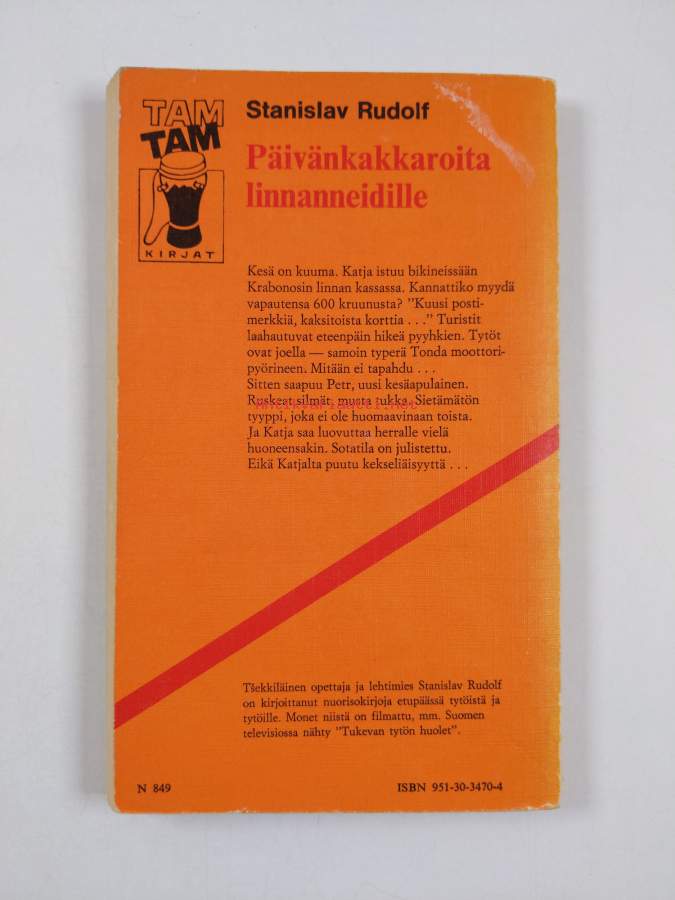 TAM
TAM
KIRJAT
Stanislav Rudolf
Päivänkakkaroita
linnanneidille
Kesä on kuuma. Katja istuu bikineissään
Krabonosin linnan kassassa. Kannattiko myydä
vapautensa 600 kruunusta? ”Kuusi posti-
merkkiä, kaksitoista korttia . . .” Turistit
laahautuvat eteenpäin hikeä pyyhkien. Tytöt
ovat joella — samoin typerä Tonda moottori-
pyörineen. Mitään ei tapahdu . . .
Sitten saapuu Petr, uusi kesäapulainen.
Ruskeat silmät, musta tukka. Sietämätön
Antikvariaatti.net
tyyppi, joka ei ole huomaavinaan toista.
Ja Katja saa luovuttaa herralle vielä
huoneensakin. Sotatila on julistettu.
Eikä Katjalta puutu kekseliäisyyttä . . .
Tšekkiläinen opettaja ja lehtimies Stanislav Rudolf
on kirjoittanut nuorisokirjoja etupäässä tytöistä ja
tytöille. Monet niistä on filmattu, mm. Suomen
televisiossa nähty ”Tukevan tytön huolet”.
N 849
ISBN 951-30-3470-4